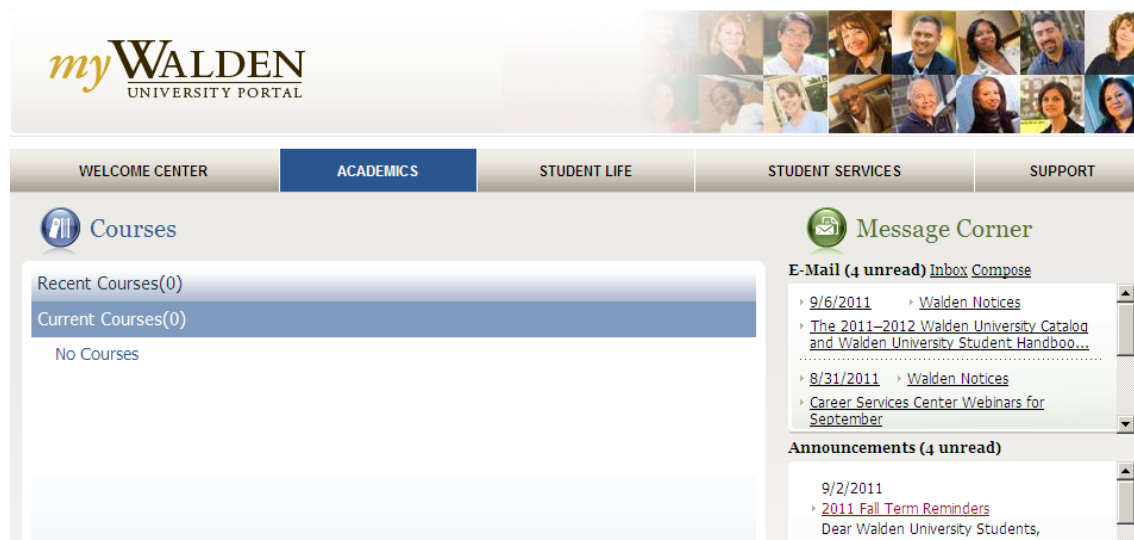 my WALDEN
UNIVERSITY PORTAL
WELCOME CENTER
ACADEMICS
STUDENT LIFE
STUDENT SERVICES
SUPPORT
Courses
Recent Courses(0)
Current Courses(0)
No Courses
Message Corner
E-Mail (4 unread) Inbox Compose
9/6/2011 Walden Notices
The 2011–2012 Walden University Catalog
and Walden University Student Handboo...
8/31/2011 Walden Notices
Career Services Center Webinars for
September
Announcements (4 unread)
9/2/2011
2011 Fall Term Reminders
Dear Walden University Students,